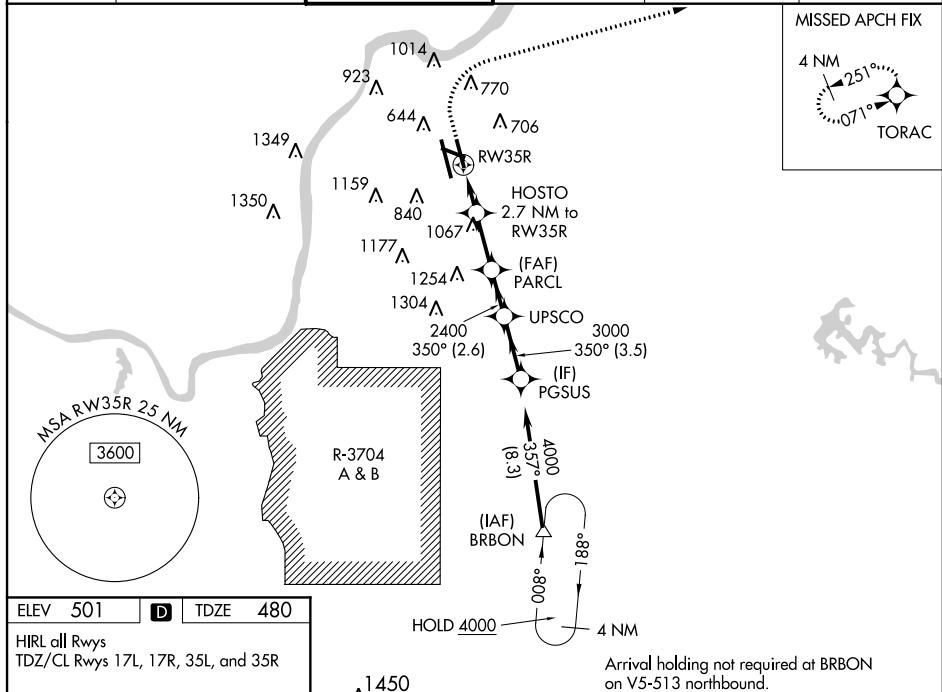 MISSED APCH FIX
4 NM
251°
071°
TORAC
1014
923
770
644
706
1349
RW35R
1159
1350
840
HOSTO
2.7 NM to
RW35R
1067
1177
(FAF)
PARCL
1254
1304
UPSCO
2400
350° (2.6)
3000
350° (3.5)
(IF)
PGSUS
MSA RW35R 25 NM
3600
R-3704
A & B
4000
357°
(8.3)
(IAF)
BRBON
188°
008°
HOLD 4000
4 NM
ELEV 501 D TDZE 480
HIRL all Rwys
TDZ/CL Rwys 17L, 17R, 35L, and 35R
1450
Arrival holding not required at BRBON
on V5-513 northbound.